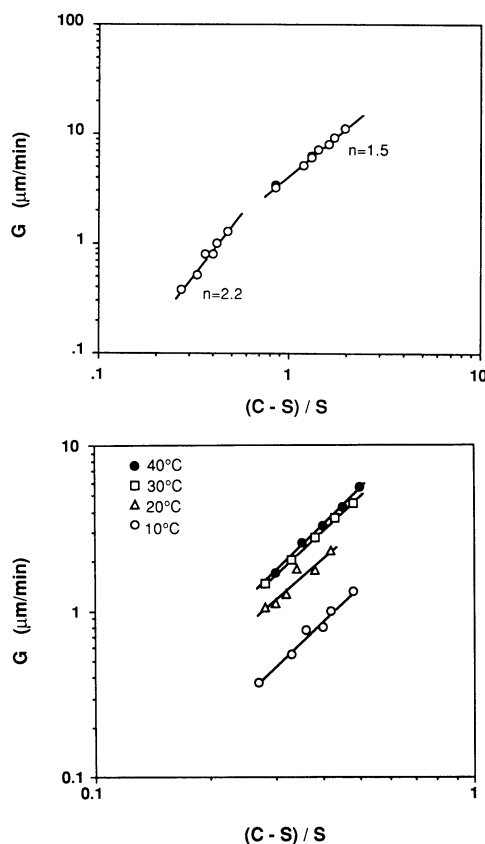 100
10
1
.1
G (μm/min)
n=1.5
n=2.2
.1 1 10
(C - S) / S
10
1
0.1
G (μm/min)
40°C
30°C
20°C
10°C
0.1 1
(C - S) / S